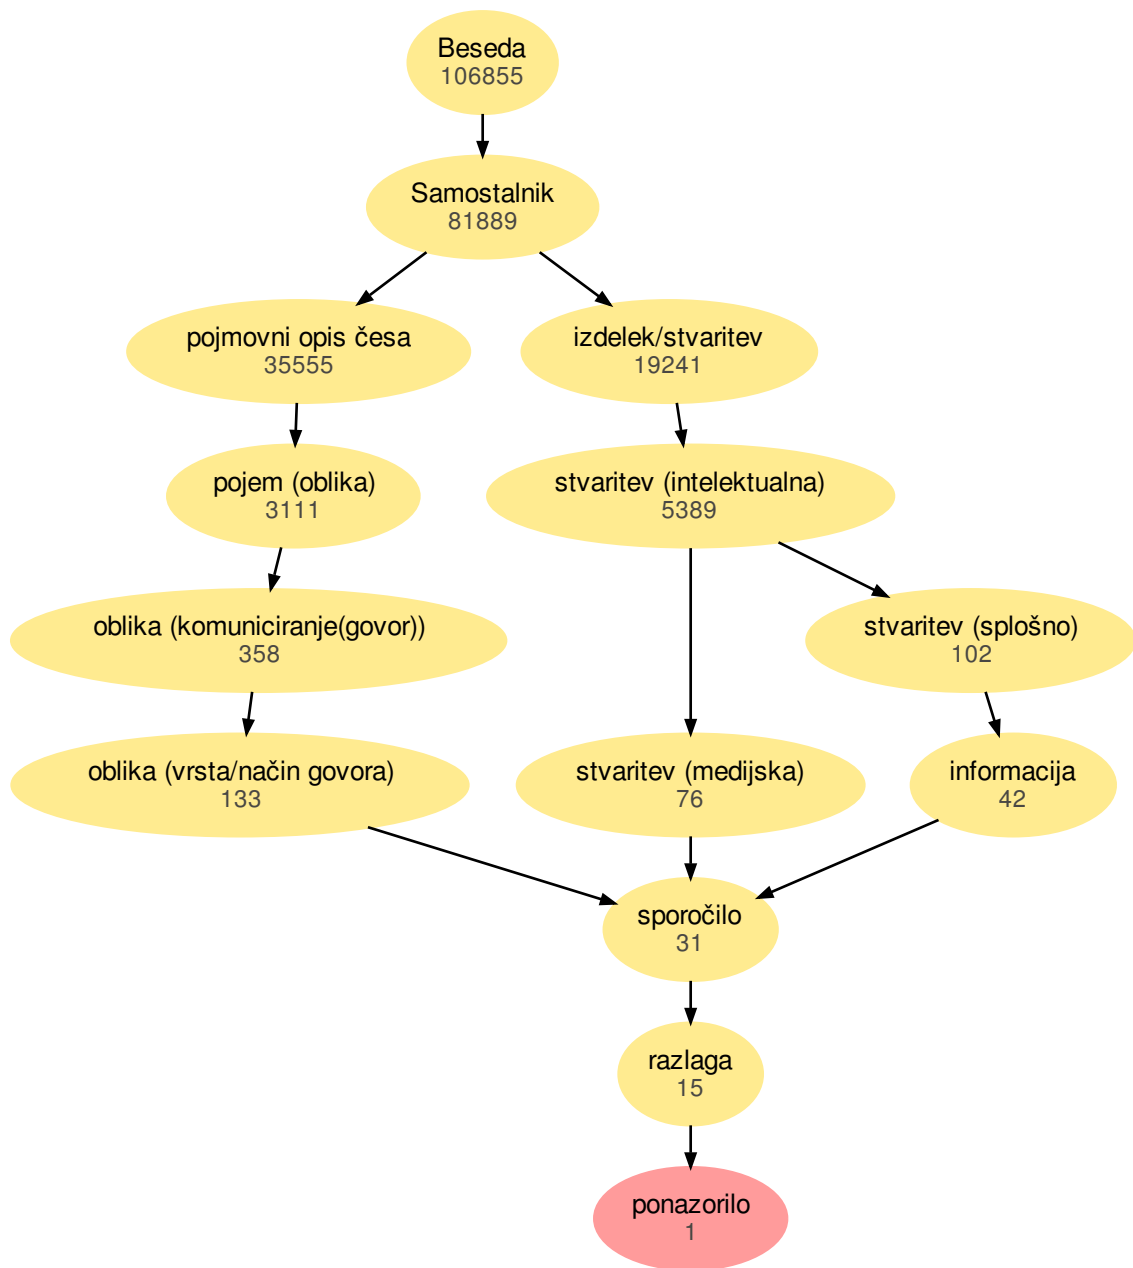 Beseda
106855
Samostalnik
81889
pojmovni opis česa
35555
izdelek/stvaritev
19241
pojem (oblika)
3111
stvaritev (intelektualna)
5389
oblika (komuniciranje(govor))
358
stvaritev (splošno)
102
oblika (vrsta/način govora)
133
stvaritev (medijska)
76
informacija
42
sporočilo
31
razlaga
15
ponazorilo
1